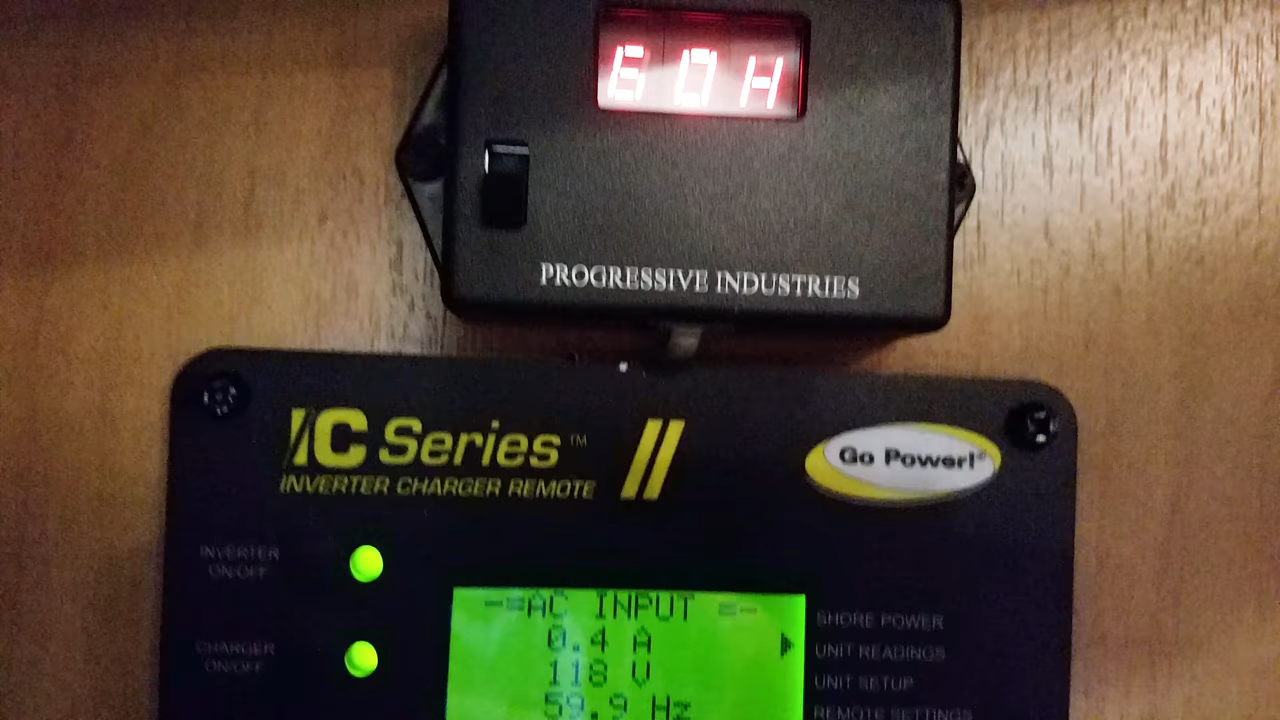 60H
PROGRESSIVE INDUSTRIES
IC Series™ II
INVERTER CHARGER REMOTE
Go Power!®
INVERTER
ON/OFF
CHARGER
ON/OFF
-=AC INPUT =-
0.4 A
118 V
59.9 Hz
SHORE POWER
UNIT READINGS
UNIT SETUP
REMOTE SETTINGS